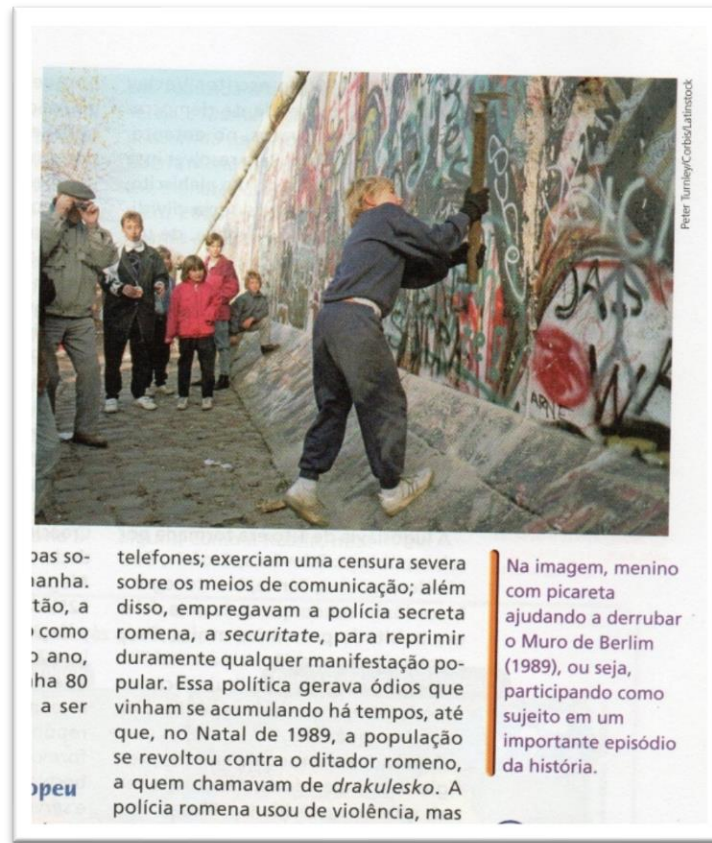 Peter Turnley/Corbis/Latinstock
DASS
ARNE
pas so-
nanha.
tão, a
como
o ano,
nha 80
a ser
opeu
telefones; exerciam uma censura severa
sobre os meios de comunicação; além
disso, empregavam a polícia secreta
romena, a securitate, para reprimir
duramente qualquer manifestação po-
pular. Essa política gerava ódios que
vinham se acumulando há tempos, até
que, no Natal de 1989, a população
se revoltou contra o ditador romeno,
a quem chamavam de drakulesko. A
polícia romena usou de violência, mas
Na imagem, menino
com picareta
ajudando a derrubar
o Muro de Berlim
(1989), ou seja,
participando como
sujeito em um
importante episódio
da história.